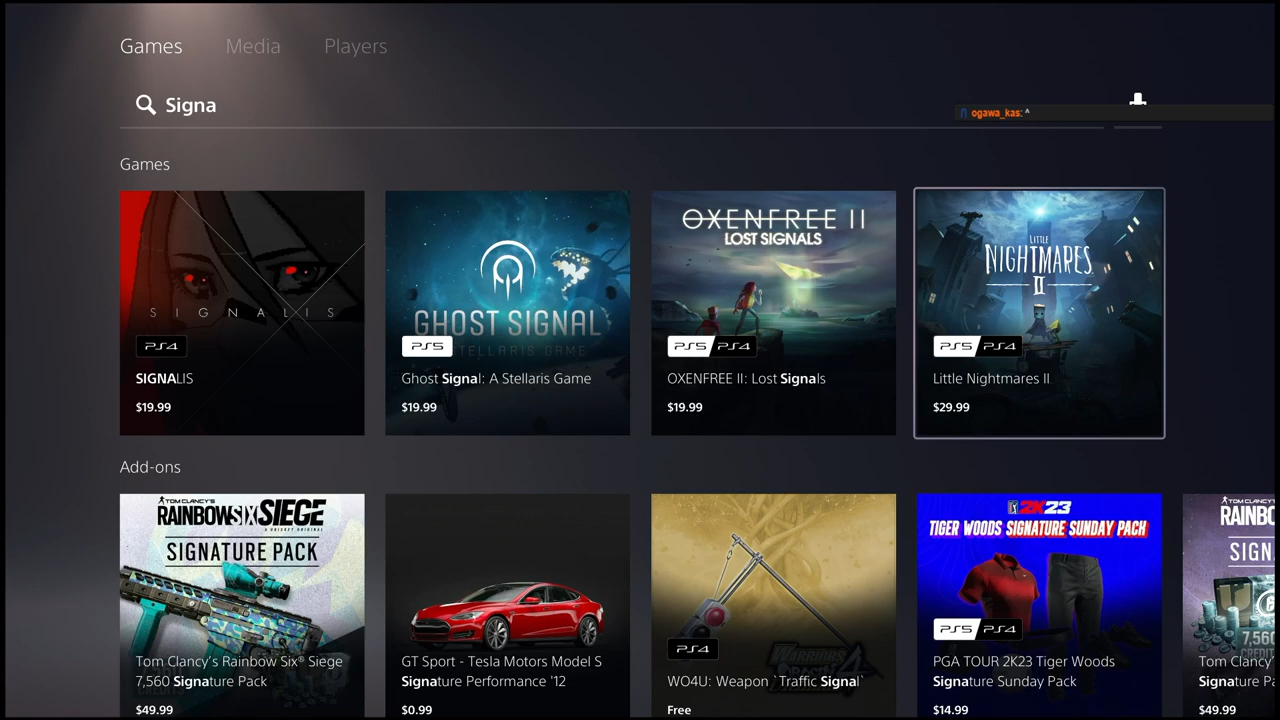 Games Media Players
Signa
ogawa_kas: ^
Games
SIGNALIS
PS4
SIGNALIS
$19.99
GHOST SIGNAL
A STELLARIS GAME
PS5
Ghost Signal: A Stellaris Game
$19.99
OXENFREE II
LOST SIGNALS
PS5 PS4
OXENFREE II: Lost Signals
$19.99
LITTLE
NIGHTMARES
II
PS5 PS4
Little Nightmares II
$29.99
Add-ons
TOM CLANCY'S
RAINBOWSIX SIEGE
SIGNATURE PACK
Tom Clancy's Rainbow Six® Siege
7,560 Signature Pack
$49.99
GT Sport - Tesla Motors Model S
Signature Performance '12
$0.99
WARRIORS
OROCHI 4
PS4
WO4U: Weapon `Traffic Signal`
Free
2K23
TIGER WOODS SIGNATURE SUNDAY PACK
PS5 PS4
PGA TOUR 2K23 Tiger Woods
Signature Sunday Pack
$14.99
TOM CLANCY'S
RAINBO
SIGN
7,560
Tom Clancy'
Signature Pa
$49.99